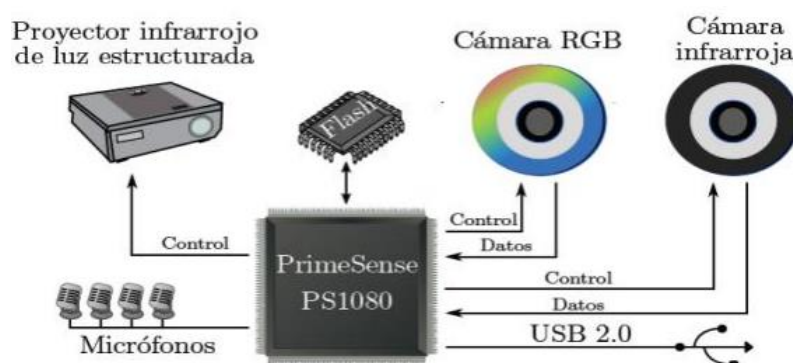 Proyector infrarrojo
de luz estructurada
Flash
Cámara RGB
Cámara
infrarroja
Control
Control
Datos
PrimeSense
PS1080
Control
Datos
Micrófonos
USB 2.0